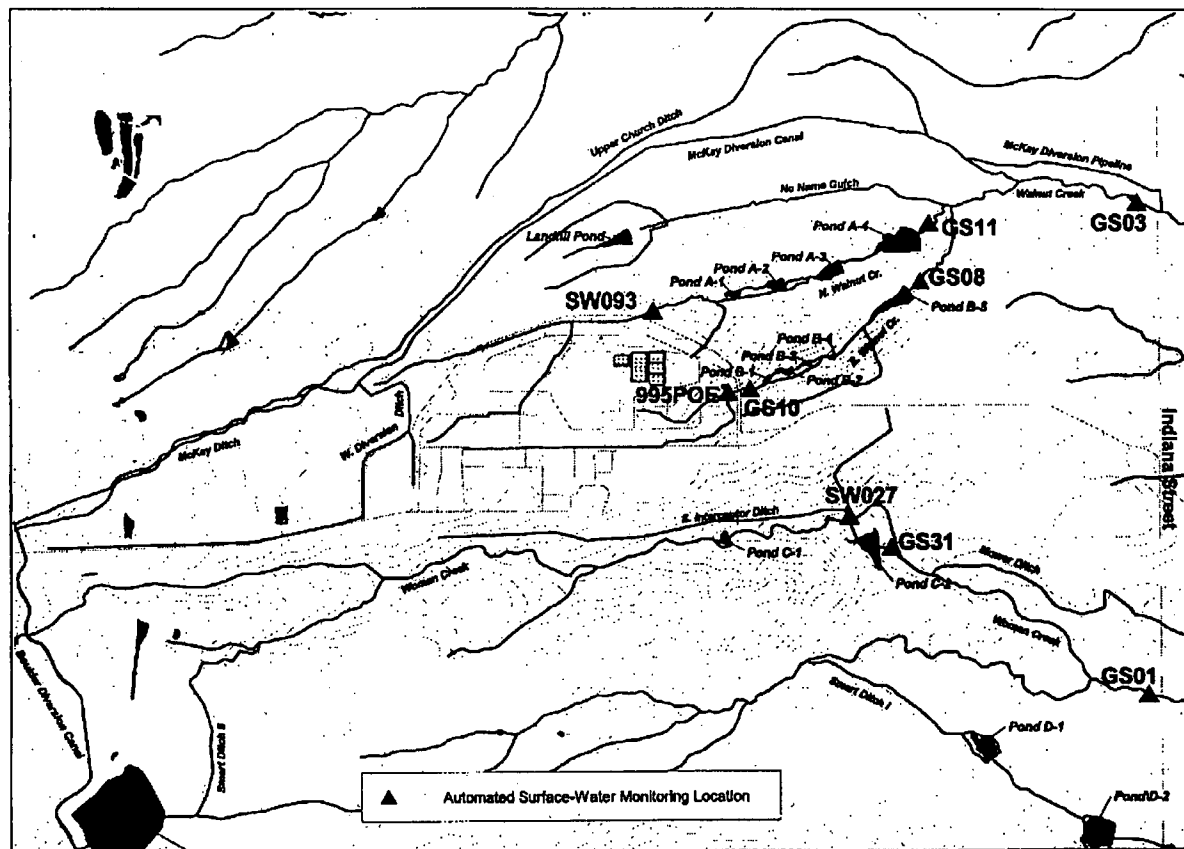 Upper Church Ditch
McKay Diversion Canal
McKay Diversion Pipeline
No Name Gulch
Walnut Creek
GS03
Landfill Pond
Pond A-4
GS11
Pond A-3
Pond A-2
Pond A-1
N. Walnut Cr.
GS08
SW093
Pond B-5
Pond B-4
Pond B-3
Pond B-1
Pond B-2
995POE
GS10
W. Diversion Ditch
McKay Ditch
Indiana Street
SW027
S. Interceptor Ditch
Pond C-1
GS31
Pond C-2
Mower Ditch
Woman Creek
Woman Creek
GS01
Boulder Diversion Canal
Smart Ditch II
Smart Ditch I
Pond D-1
Pond D-2
Automated Surface-Water Monitoring Location